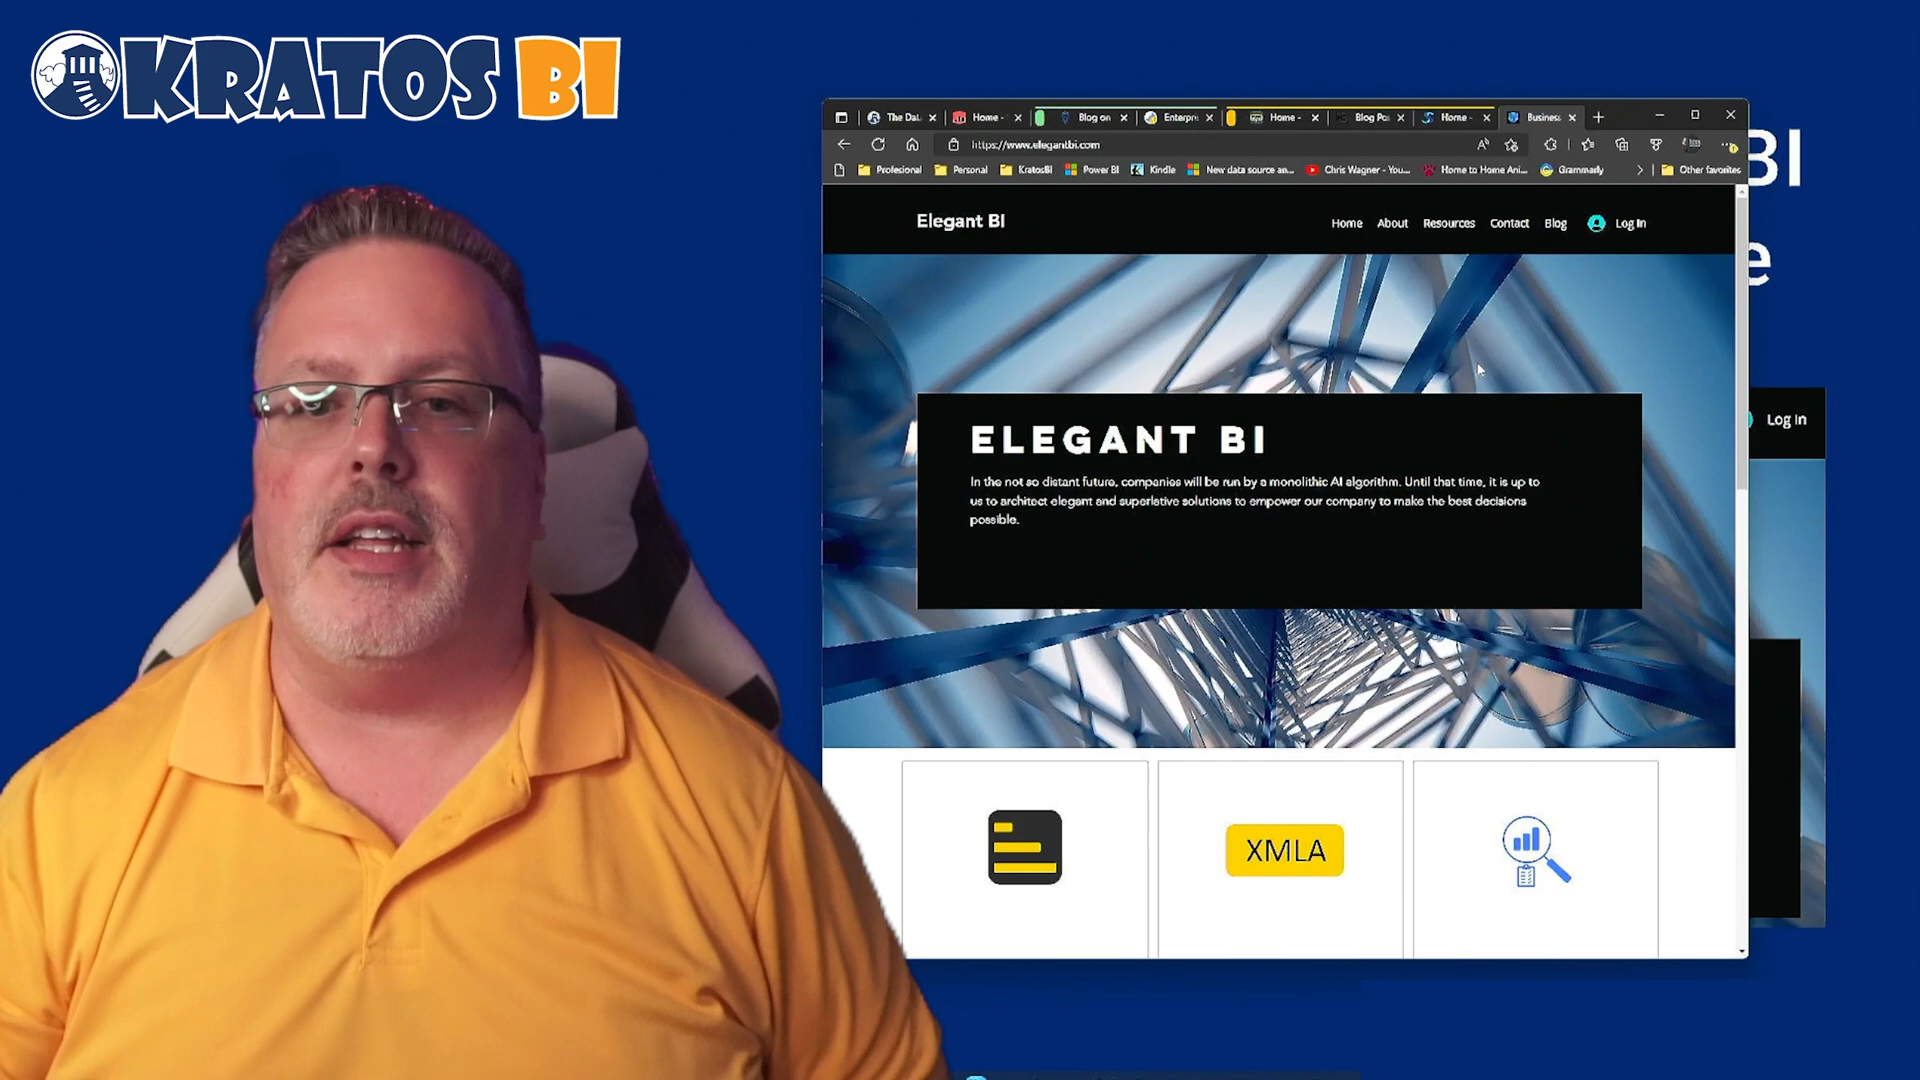 KRATOS BI
The Dat
Home -
Blog on
Enterpri
Home -
Blog Po
Home -
Business
https://www.elegantbi.com
Profesional
Personal
KratosBI
Power BI
Kindle
New data source an...
Chris Wagner - You...
Home to Home Ani...
Grammarly
Other favorites
BI
e
Elegant BI
Home
About
Resources
Contact
Blog
Log In
Log In
ELEGANT BI
In the not so distant future, companies will be run by a monolithic AI algorithm. Until that time, it is up to
us to architect elegant and superlative solutions to empower our company to make the best decisions
possible.
XMLA